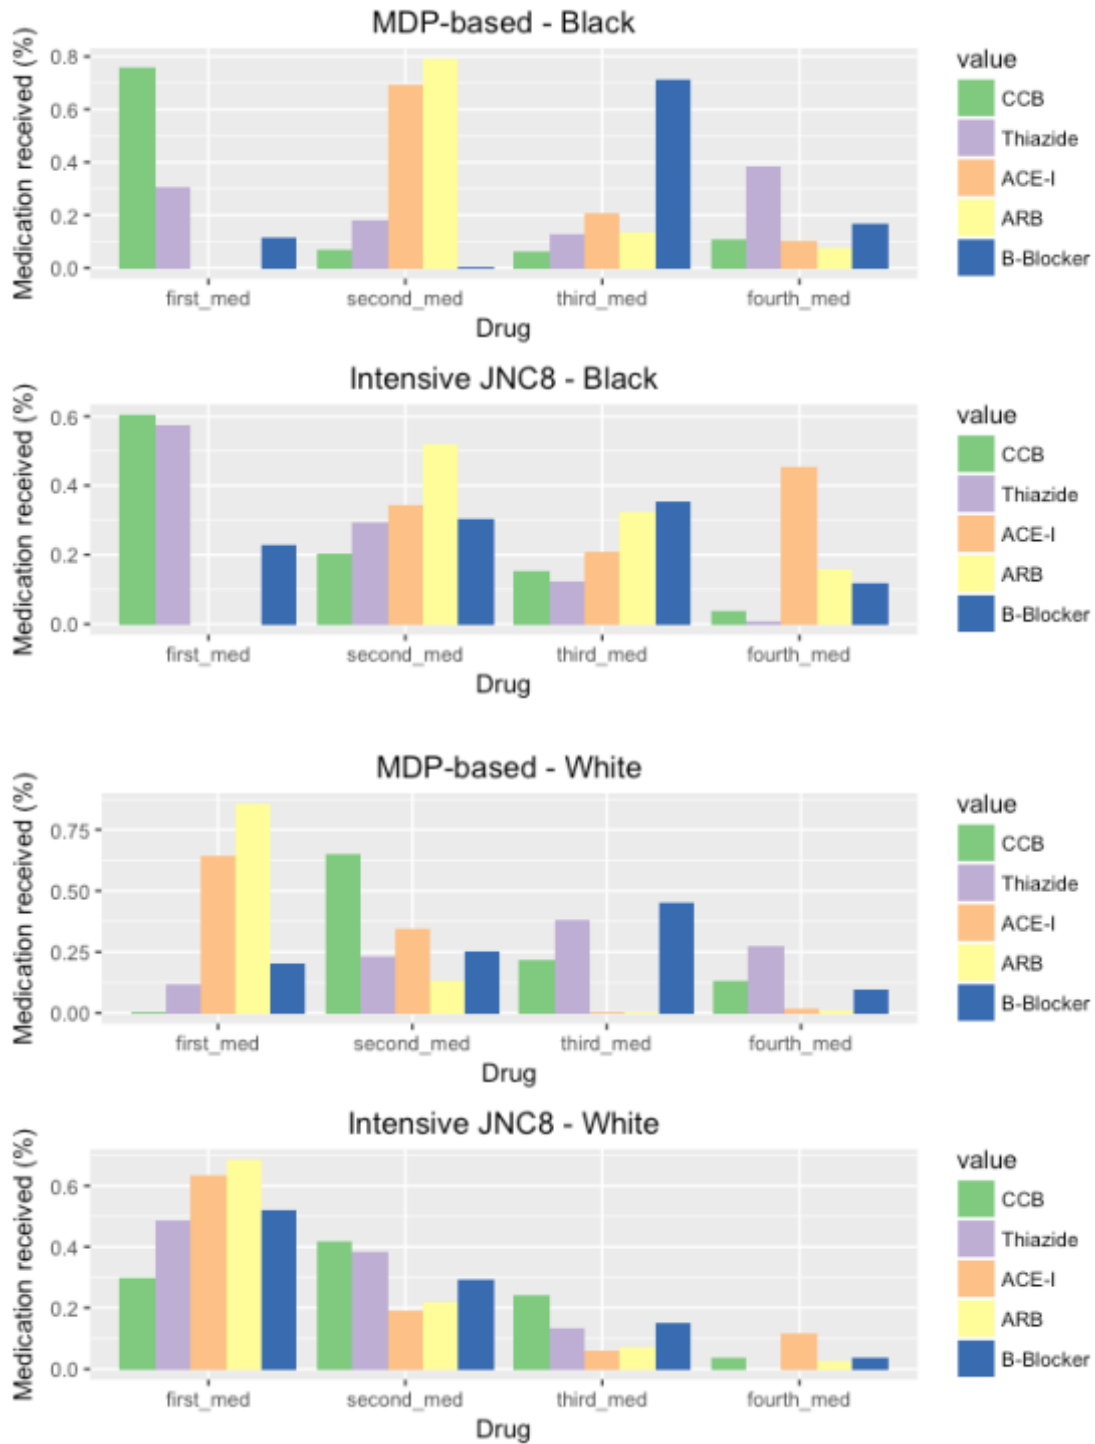 MDP-based - Black
Medication received (%)
0.8
0.6
0.4
0.2
0.0
first_med second_med third_med fourth_med
Drug
value
CCB
Thiazide
ACE-I
ARB
B-Blocker
Intensive JNC8 - Black
Medication received (%)
0.6
0.4
0.2
0.0
first_med second_med third_med fourth_med
Drug
value
CCB
Thiazide
ACE-I
ARB
B-Blocker
MDP-based - White
Medication received (%)
0.75
0.50
0.25
0.00
first_med second_med third_med fourth_med
Drug
value
CCB
Thiazide
ACE-I
ARB
B-Blocker
Intensive JNC8 - White
Medication received (%)
0.6
0.4
0.2
0.0
first_med second_med third_med fourth_med
Drug
value
CCB
Thiazide
ACE-I
ARB
B-Blocker